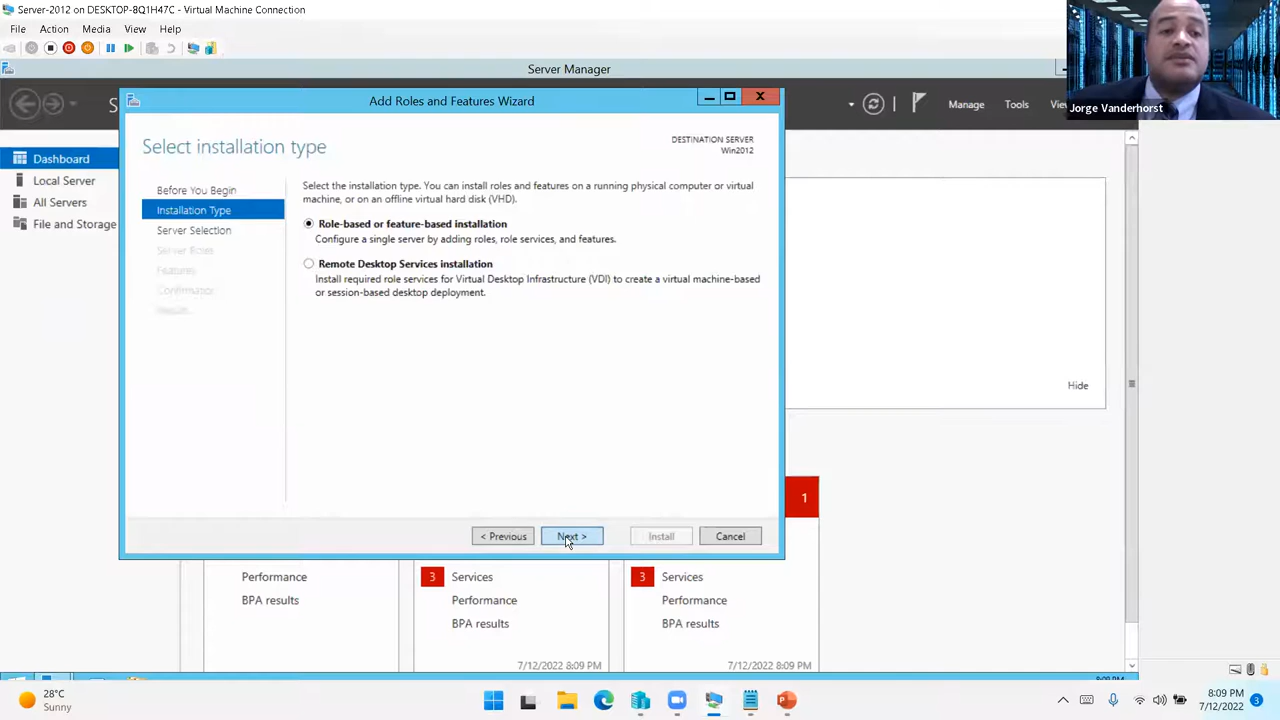 Server-2012 on DESKTOP-8Q1H47C - Virtual Machine Connection
File Action Media View Help
Server Manager
Jorge Vanderhorst
Add Roles and Features Wizard
S
Manage Tools
Select installation type
DESTINATION SERVER
Win2012
Dashboard
Local Server
All Servers
File and Storage
Before You Begin
Installation Type
Server Selection
Server Roles
Features
Confirmation
Results
Select the installation type. You can install roles and features on a running physical computer or virtual
machine, or on an offline virtual hard disk (VHD).
Role-based or feature-based installation
Configure a single server by adding roles, role services, and features.
Remote Desktop Services installation
Install required role services for Virtual Desktop Infrastructure (VDI) to create a virtual machine-based
or session-based desktop deployment.
Hide
< Previous Next > Install Cancel
1
Performance
BPA results
3 Services
Performance
BPA results
7/12/2022 8:09 PM
3 Services
Performance
BPA results
7/12/2022 8:09 PM
28°C
Sunny
8:09 PM
7/12/2022
3